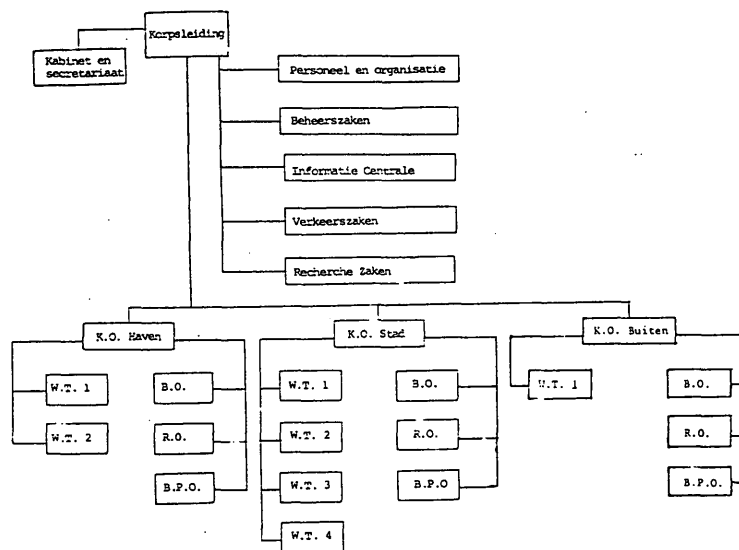 Korpsleiding
Kabinet en
secretariaat
Personeel en organisatie
Beheerszaken
Informatie Centrale
Verkeerszaken
Recherche Zaken
K.O. Haven
K.O. Stad
K.O. Buiten
W.T. 1
B.O.
W.T. 1
B.O.
W.T. 1
B.O.
W.T. 2
R.O.
W.T. 2
R.O.
R.O.
B.P.O.
W.T. 3
B.P.O
B.P.O.
W.T. 4